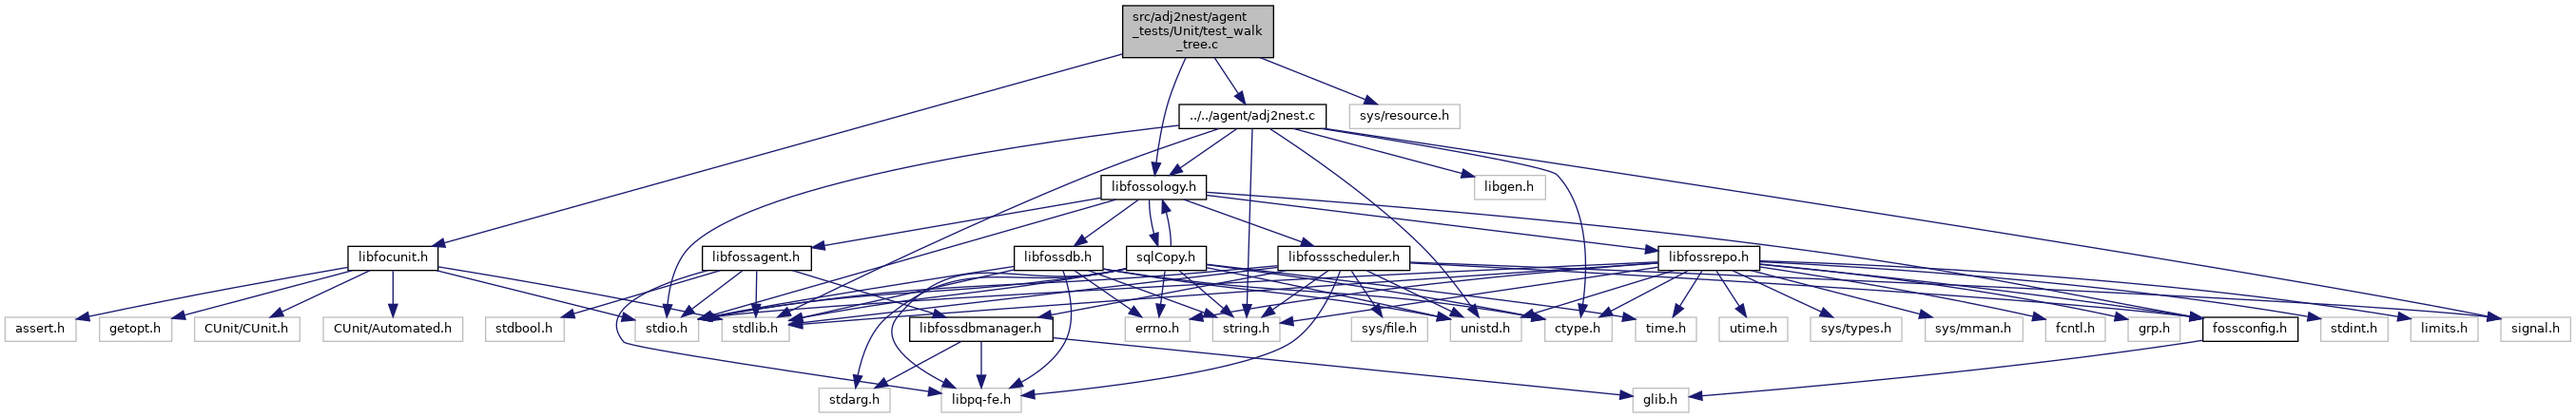 src/adj2nest/agent
_tests/Unit/test_walk
_tree.c
../../agent/adj2nest.c
sys/resource.h
libfossology.h
libgen.h
libfocunit.h
libfossagent.h
libfossdb.h
sqlCopy.h
libfossscheduler.h
libfossrepo.h
assert.h
getopt.h
CUnit/CUnit.h
CUnit/Automated.h
stdbool.h
stdio.h
stdlib.h
libfossdbmanager.h
errno.h
string.h
sys/file.h
unistd.h
ctype.h
time.h
utime.h
sys/types.h
sys/mman.h
fcntl.h
grp.h
fossconfig.h
stdint.h
limits.h
signal.h
stdarg.h
libpq-fe.h
glib.h